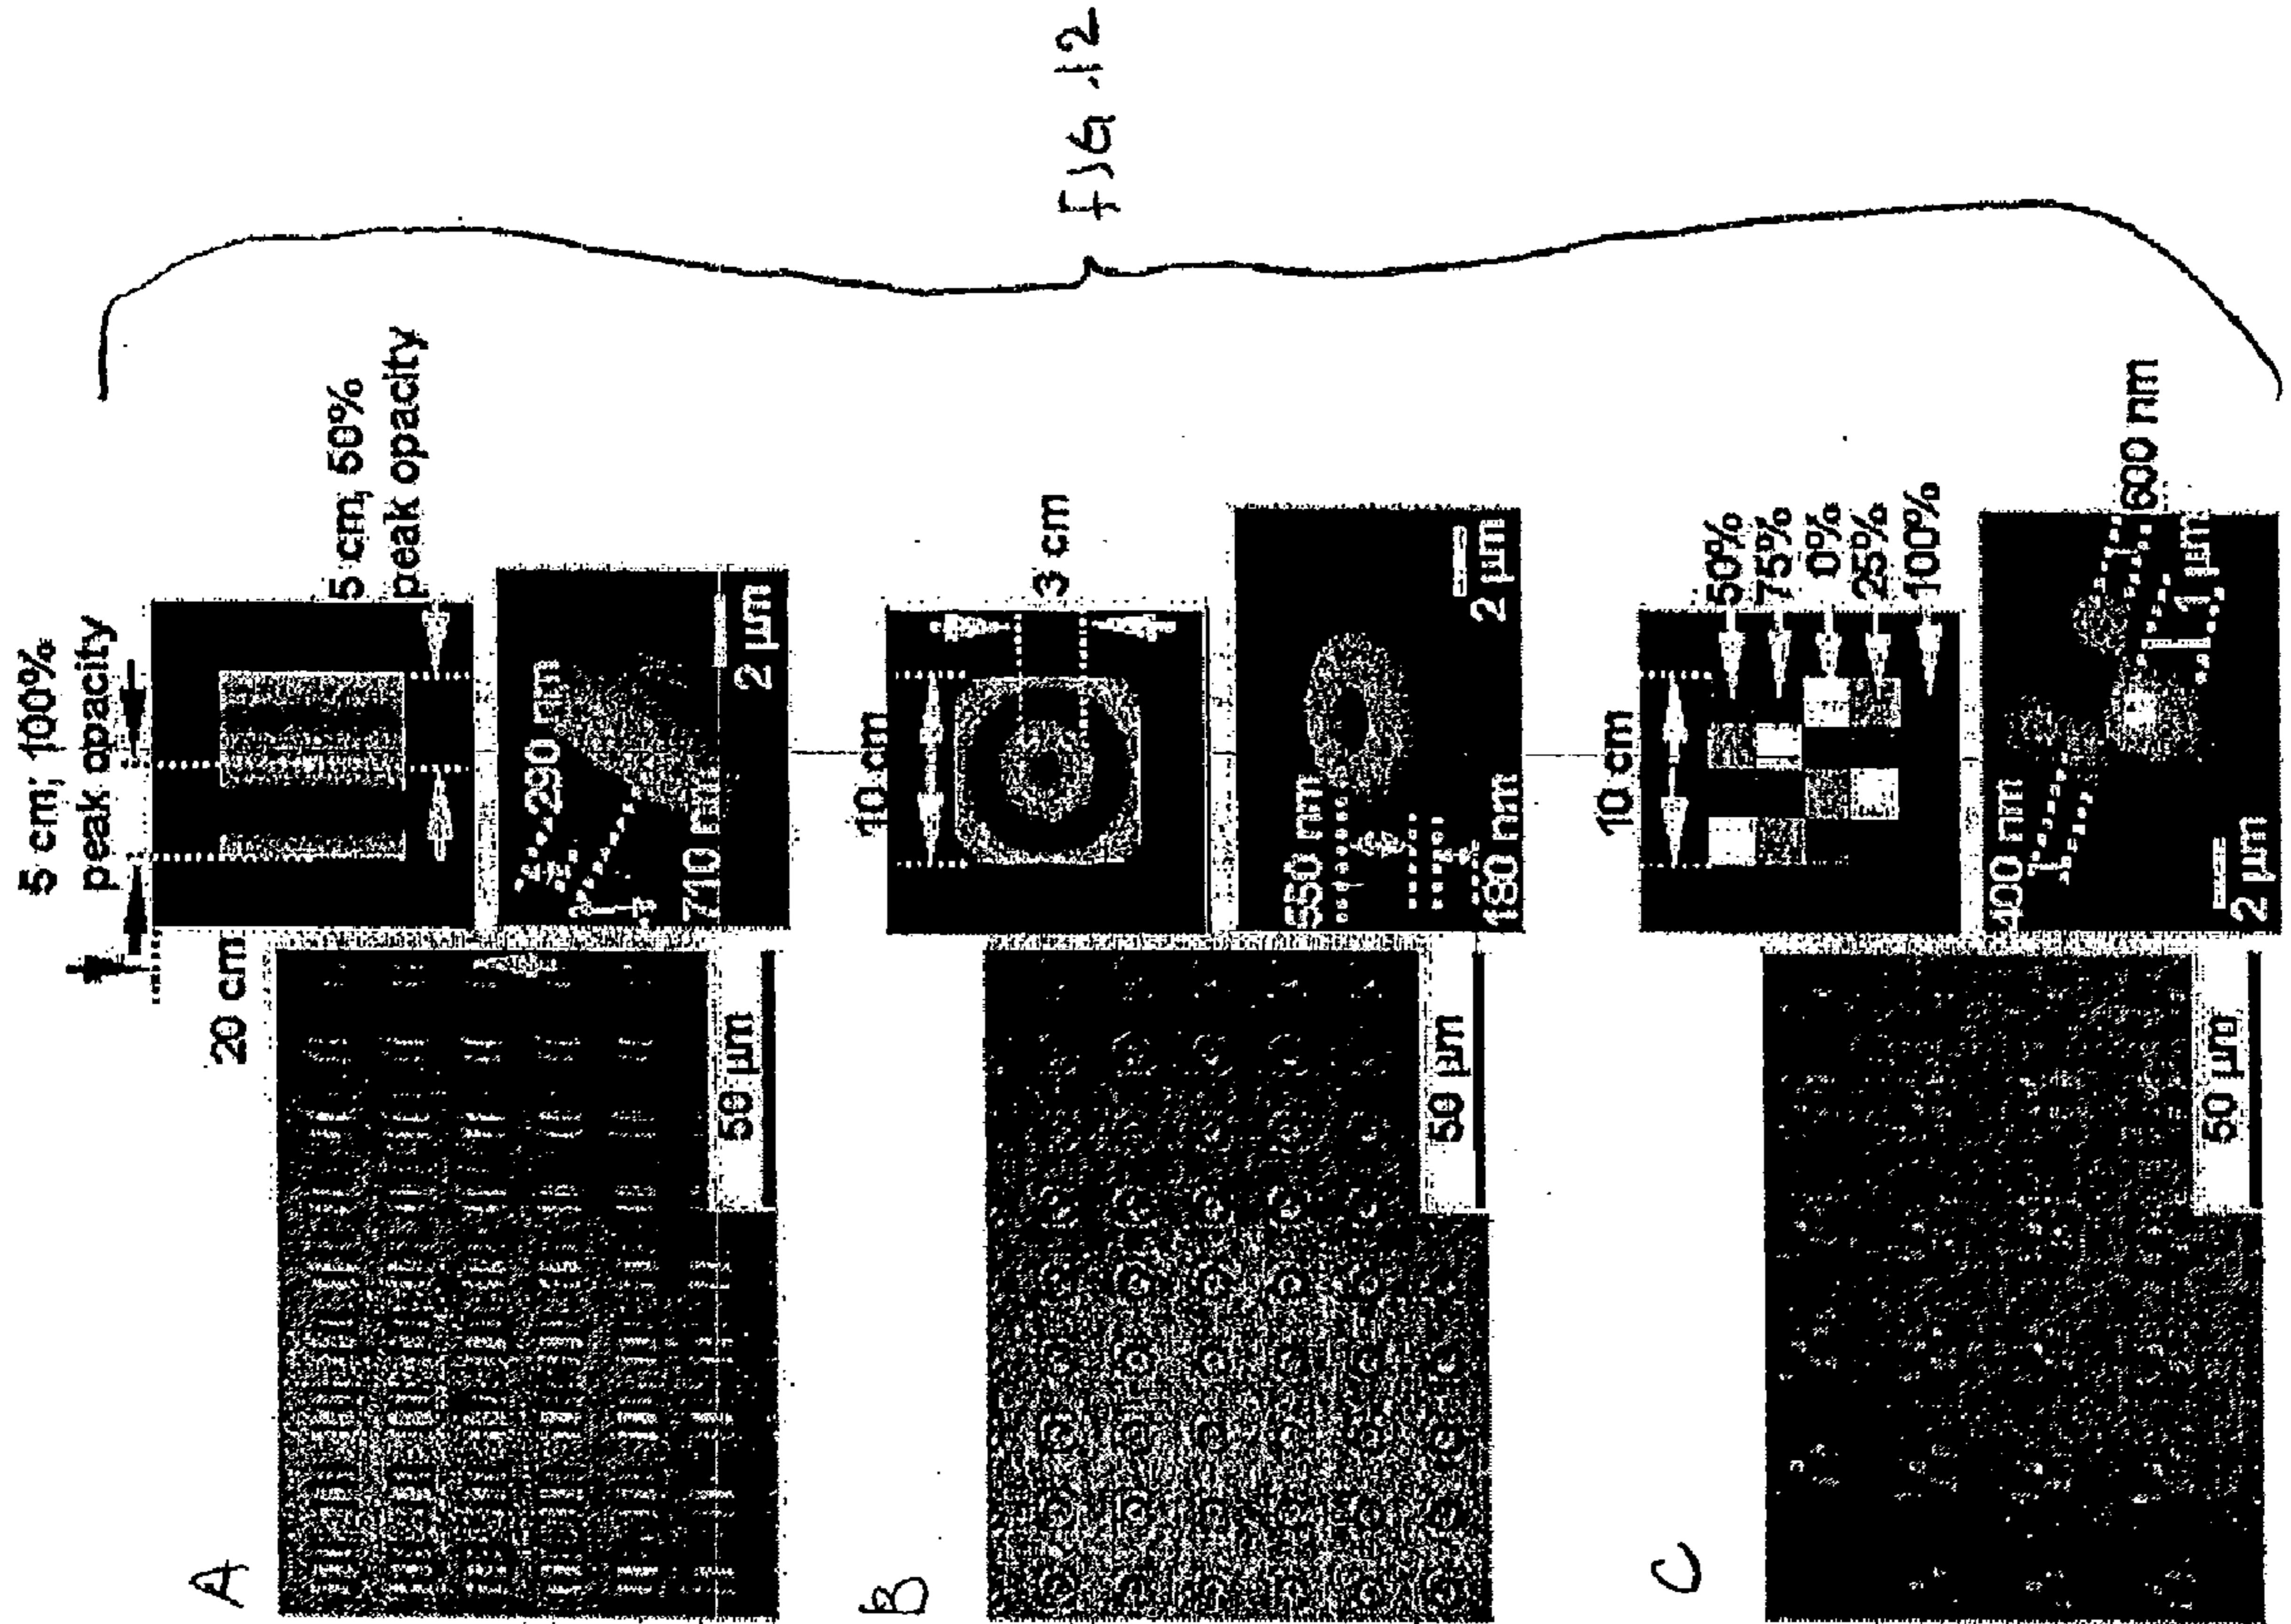 A
20 cm
5 cm; 100%
peak opacity
5 cm, 50%
peak opacity
290 nm
710 nm
2 µm
50 µm
B
10 cm
3 cm
550 nm
180 nm
2 µm
50 µm
C
10 cm
50%
75%
0%
25%
100%
400 nm
1.1 µm
600 nm
2 µm
50 µm
FIG. 12